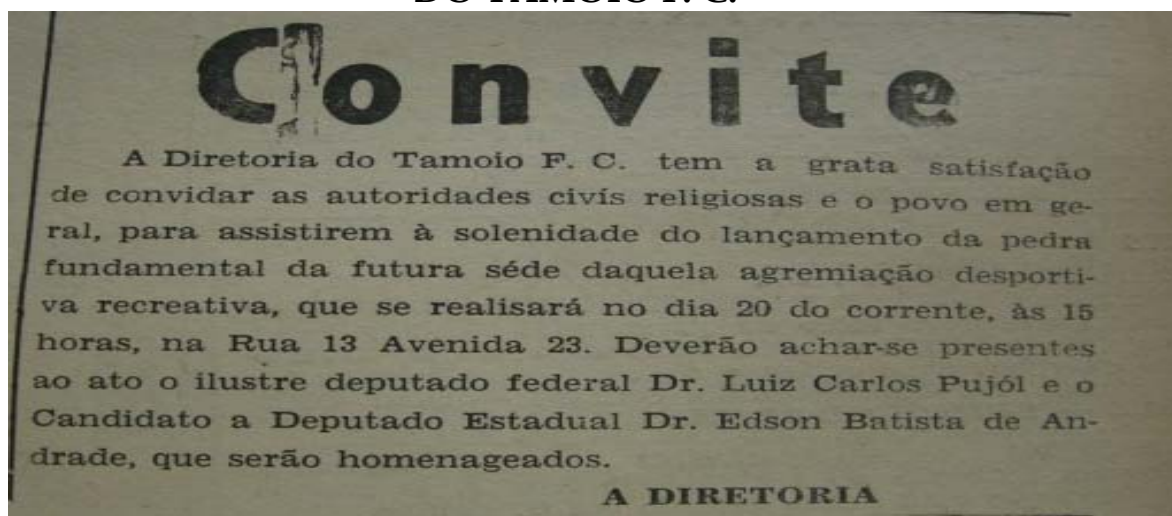 DO TAMOIO F. C.
Convite
A Diretoria do Tamoio F. C. tem a grata satisfação
de convidar as autoridades civís religiosas e o povo em ge-
ral, para assistirem à solenidade do lançamento da pedra
fundamental da futura séde daquela agremiação desporti-
va recreativa, que se realisará no dia 20 do corrente, às 15
horas, na Rua 13 Avenida 23. Deverão achar-se presentes
ao ato o ilustre deputado federal Dr. Luiz Carlos Pujól e o
Candidato a Deputado Estadual Dr. Edson Batista de An-
drade, que serão homenageados.
A DIRETORIA